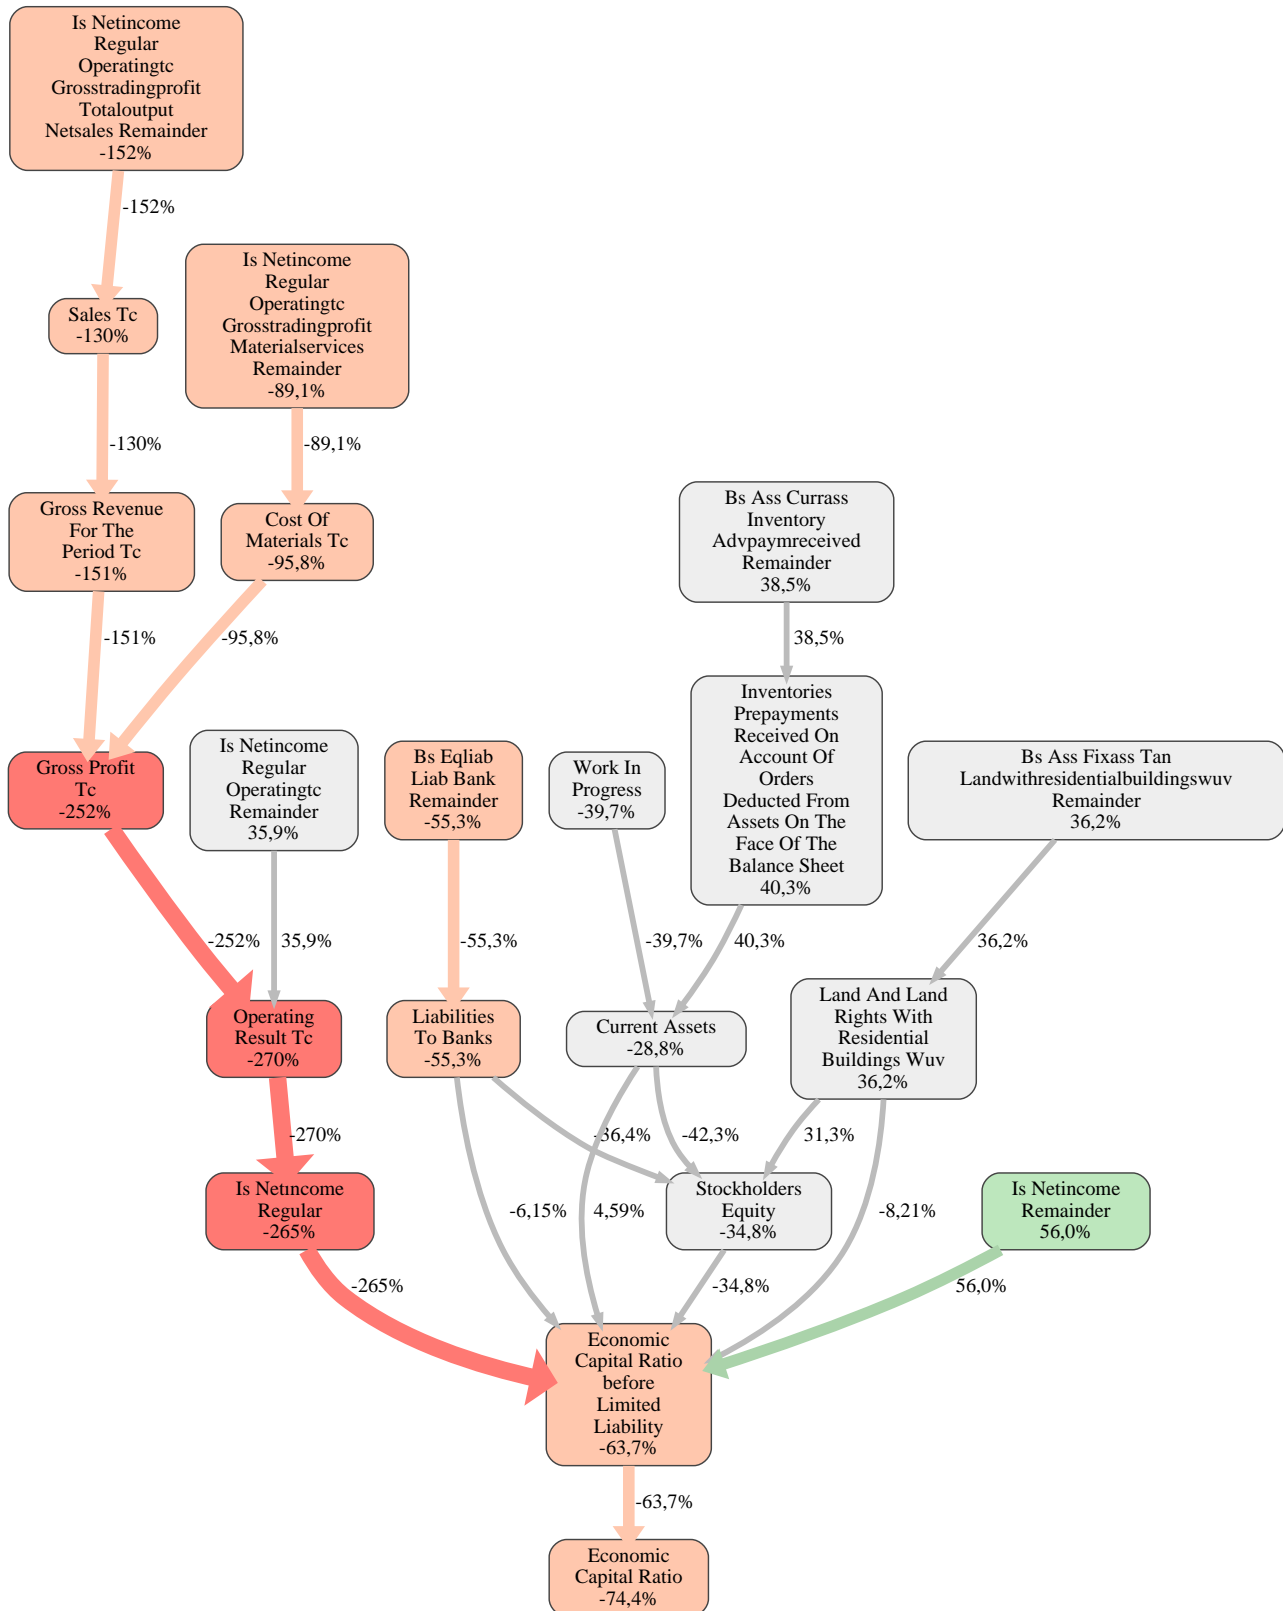 Is Netincome
Regular
Operatingtc
Grosstradingprofit
Totaloutput
Netsales Remainder
-152%
-152%
Is Netincome
Regular
Operatingtc
Grosstradingprofit
Materialservices
Remainder
-89,1%
Sales Tc
-130%
-130%
-89,1%
Gross Revenue
For The
Period Tc
-151%
Cost Of
Materials Tc
-95,8%
Bs Ass Currass
Inventory
Advpaymreceived
Remainder
38,5%
-151%
-95,8%
38,5%
Gross Profit
Tc
-252%
Is Netincome
Regular
Operatingtc
Remainder
35,9%
Bs Eqliab
Liab Bank
Remainder
-55,3%
Work In
Progress
-39,7%
Inventories
Prepayments
Received On
Account Of
Orders
Deducted From
Assets On The
Face Of The
Balance Sheet
40,3%
Bs Ass Fixass Tan
Landwithresidentialbuildingswuv
Remainder
36,2%
-252%
35,9%
-55,3%
-39,7%
40,3%
36,2%
Operating
Result Tc
-270%
Liabilities
To Banks
-55,3%
Current Assets
-28,8%
Land And Land
Rights With
Residential
Buildings Wuv
36,2%
-270%
-36,4%
-42,3%
31,3%
Is Netincome
Regular
-265%
-6,15%
4,59%
Stockholders
Equity
-34,8%
-8,21%
Is Netincome
Remainder
56,0%
-265%
-34,8%
56,0%
Economic
Capital Ratio
before
Limited
Liability
-63,7%
-63,7%
Economic
Capital Ratio
-74,4%